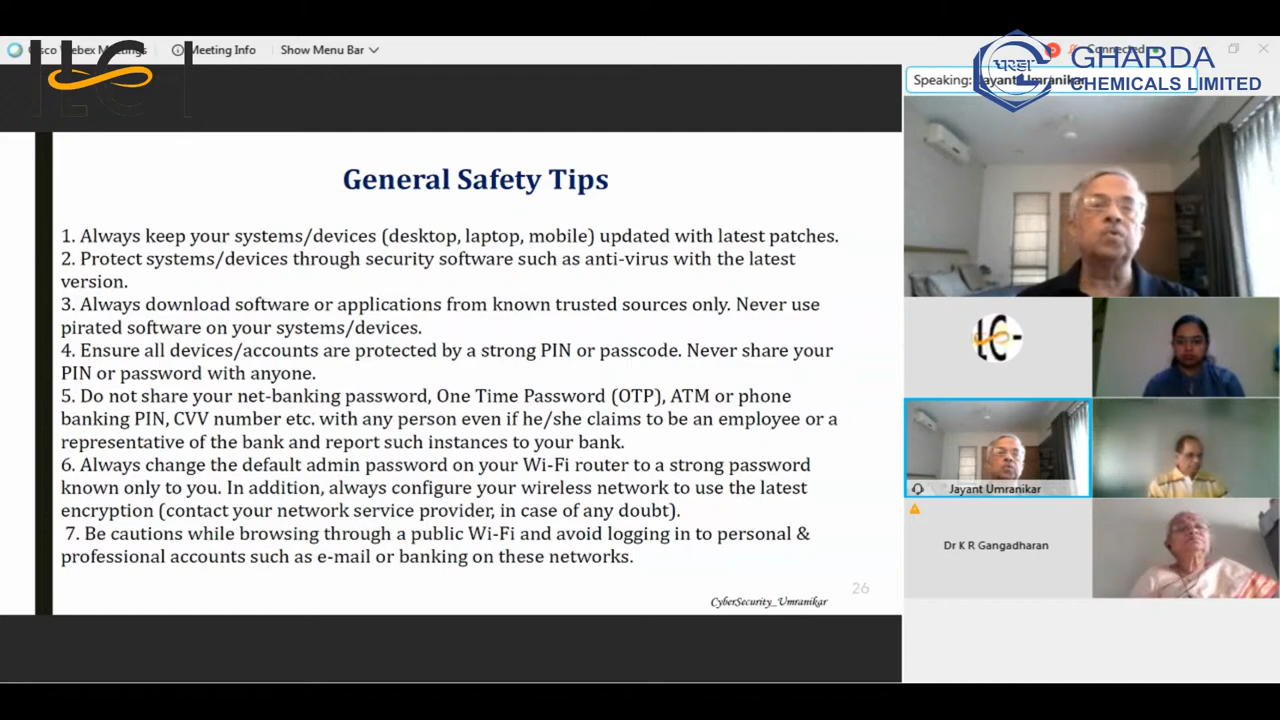 Cisco Webex Meetings
Meeting Info
Show Menu Bar
Connected
GHARDA
CHEMICALS LIMITED
घरडा
Speaking: Jayant Umranikar
General Safety Tips
1. Always keep your systems/devices (desktop, laptop, mobile) updated with latest patches.
2. Protect systems/devices through security software such as anti-virus with the latest
version.
3. Always download software or applications from known trusted sources only. Never use
pirated software on your systems/devices.
4. Ensure all devices/accounts are protected by a strong PIN or passcode. Never share your
PIN or password with anyone.
5. Do not share your net-banking password, One Time Password (OTP), ATM or phone
banking PIN, CVV number etc. with any person even if he/she claims to be an employee or a
representative of the bank and report such instances to your bank.
6. Always change the default admin password on your Wi-Fi router to a strong password
known only to you. In addition, always configure your wireless network to use the latest
encryption (contact your network service provider, in case of any doubt).
7. Be cautions while browsing through a public Wi-Fi and avoid logging in to personal &
professional accounts such as e-mail or banking on these networks.
26
CyberSecurity_Umranikar
Jayant Umranikar
Dr K R Gangadharan